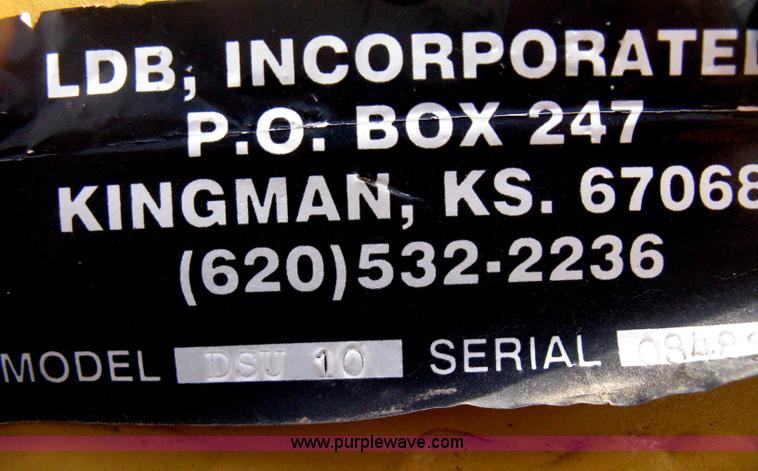 LDB, INCORPORATED
P.O. BOX 247
KINGMAN, KS. 67068
(620)532-2236
MODEL DSU 10 SERIAL
www.purplewave.com